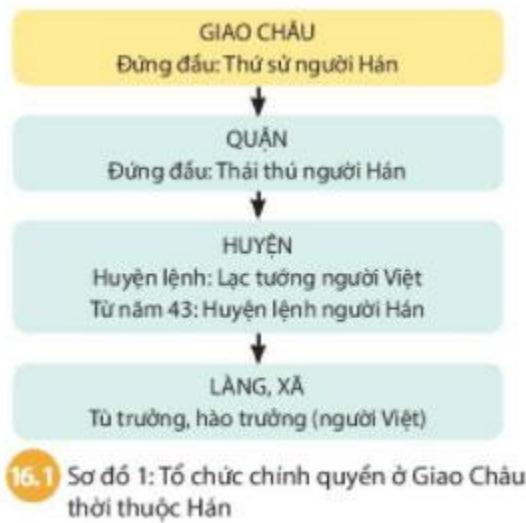 GIAO CHÂU
Đứng đầu: Thứ sử người Hán
QUẬN
Đứng đầu: Thái thú người Hán
HUYỆN
Huyện lệnh: Lạc tướng người Việt
Từ năm 43: Huyện lệnh người Hán
LÀNG, XÃ
Tù trưởng, hào trưởng (người Việt)
16.1 Sơ đồ 1: Tổ chức chính quyền ở Giao Châu
thời thuộc Hán